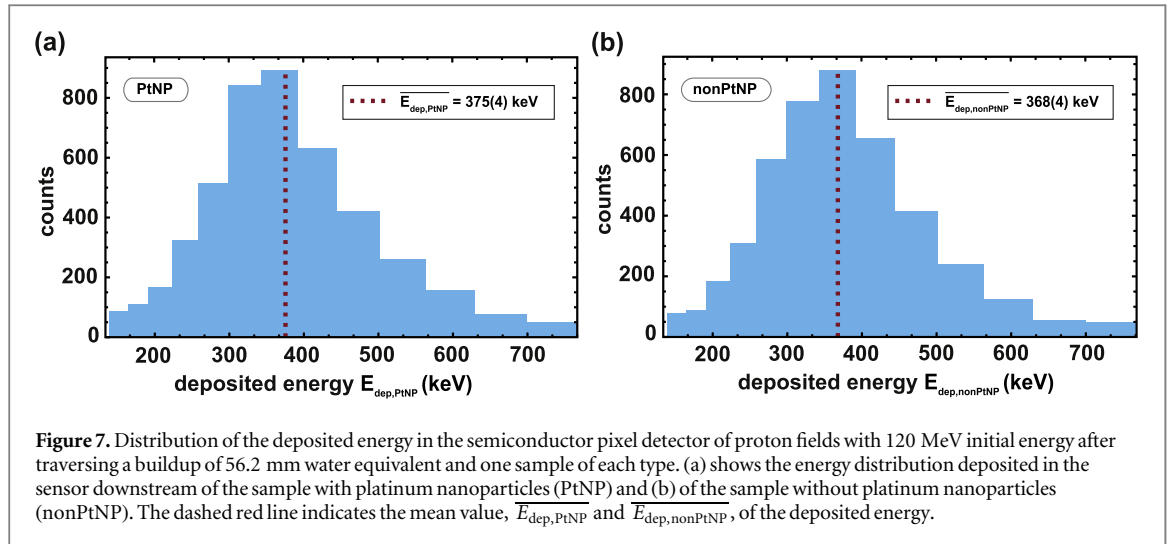 (a)
PtNP
E_dep,PtNP = 375(4) keV
800
600
400
200
0
counts
200 300 400 500 600 700
deposited energy E_dep,PtNP (keV)
(b)
nonPtNP
E_dep,nonPtNP = 368(4) keV
800
600
400
200
0
counts
200 300 400 500 600 700
deposited energy E_dep,nonPtNP (keV)
Figure 7. Distribution of the deposited energy in the semiconductor pixel detector of proton fields with 120 MeV initial energy after
traversing a buildup of 56.2 mm water equivalent and one sample of each type. (a) shows the energy distribution deposited in the
sensor downstream of the sample with platinum nanoparticles (PtNP) and (b) of the sample without platinum nanoparticles
(nonPtNP). The dashed red line indicates the mean value, E_dep,PtNP and E_dep,nonPtNP, of the deposited energy.